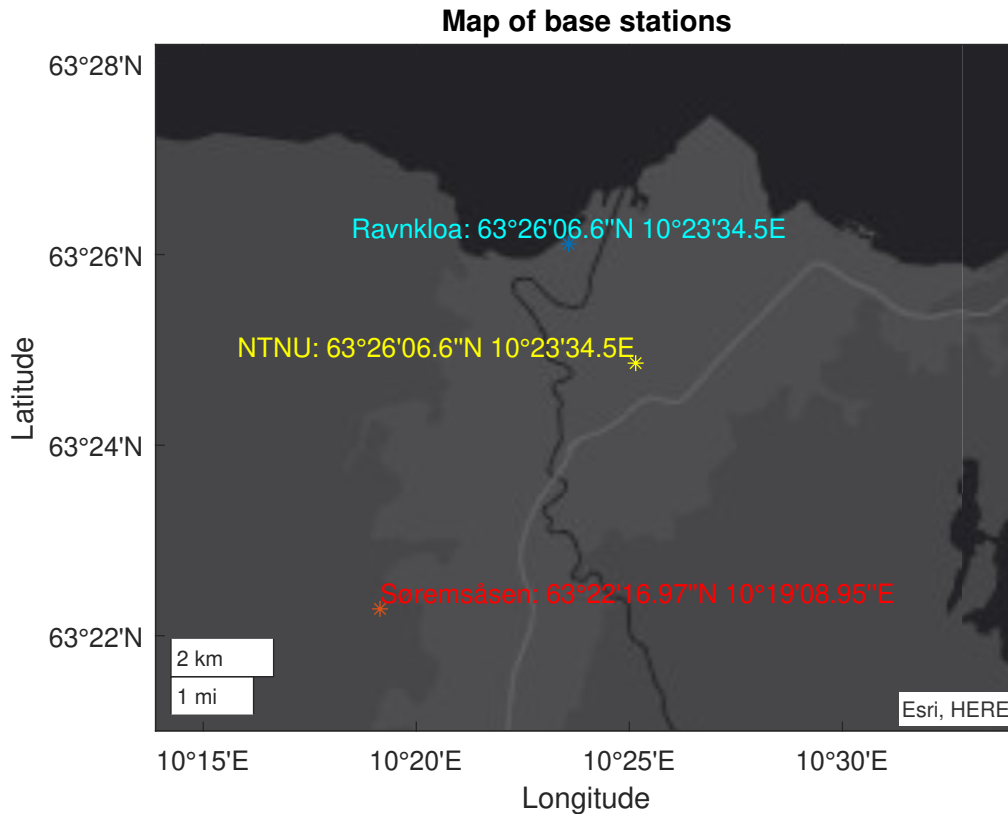 Map of base stations
63°28'N
Ravnkloa: 63°26'06.6"N 10°23'34.5E
63°26'N
NTNU: 63°26'06.6"N 10°23'34.5E
Latitude
63°24'N
Søremsåsen: 63°22'16.97"N 10°19'08.95"E
63°22'N
2 km
1 mi
Esri, HERE
10°15'E 10°20'E 10°25'E 10°30'E
Longitude